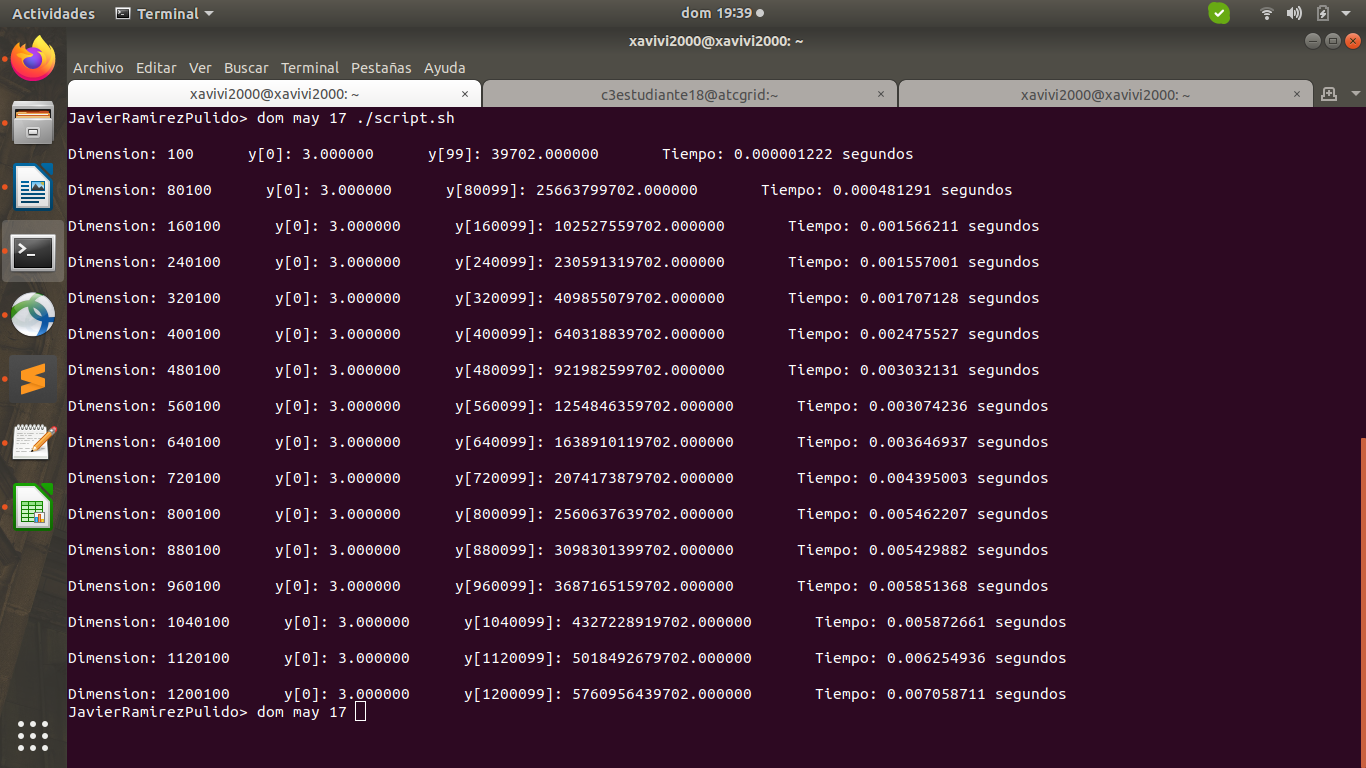 Actividades Terminal dom 19:39
xavivi2000@xavivi2000: ~
Archivo Editar Ver Buscar Terminal Pestañas Ayuda
xavivi2000@xavivi2000: ~ × c3estudiante18@atcgrid:~ × xavivi2000@xavivi2000: ~ ×
JavierRamirezPulido> dom may 17 ./script.sh
Dimension: 100 y[0]: 3.000000 y[99]: 39702.000000 Tiempo: 0.000001222 segundos
Dimension: 80100 y[0]: 3.000000 y[80099]: 25663799702.000000 Tiempo: 0.000481291 segundos
Dimension: 160100 y[0]: 3.000000 y[160099]: 102527559702.000000 Tiempo: 0.001566211 segundos
Dimension: 240100 y[0]: 3.000000 y[240099]: 230591319702.000000 Tiempo: 0.001557001 segundos
Dimension: 320100 y[0]: 3.000000 y[320099]: 409855079702.000000 Tiempo: 0.001707128 segundos
Dimension: 400100 y[0]: 3.000000 y[400099]: 640318839702.000000 Tiempo: 0.002475527 segundos
Dimension: 480100 y[0]: 3.000000 y[480099]: 921982599702.000000 Tiempo: 0.003032131 segundos
Dimension: 560100 y[0]: 3.000000 y[560099]: 1254846359702.000000 Tiempo: 0.003074236 segundos
Dimension: 640100 y[0]: 3.000000 y[640099]: 1638910119702.000000 Tiempo: 0.003646937 segundos
Dimension: 720100 y[0]: 3.000000 y[720099]: 2074173879702.000000 Tiempo: 0.004395003 segundos
Dimension: 800100 y[0]: 3.000000 y[800099]: 2560637639702.000000 Tiempo: 0.005462207 segundos
Dimension: 880100 y[0]: 3.000000 y[880099]: 3098301399702.000000 Tiempo: 0.005429882 segundos
Dimension: 960100 y[0]: 3.000000 y[960099]: 3687165159702.000000 Tiempo: 0.005851368 segundos
Dimension: 1040100 y[0]: 3.000000 y[1040099]: 4327228919702.000000 Tiempo: 0.005872661 segundos
Dimension: 1120100 y[0]: 3.000000 y[1120099]: 5018492679702.000000 Tiempo: 0.006254936 segundos
Dimension: 1200100 y[0]: 3.000000 y[1200099]: 5760956439702.000000 Tiempo: 0.007058711 segundos
JavierRamirezPulido> dom may 17